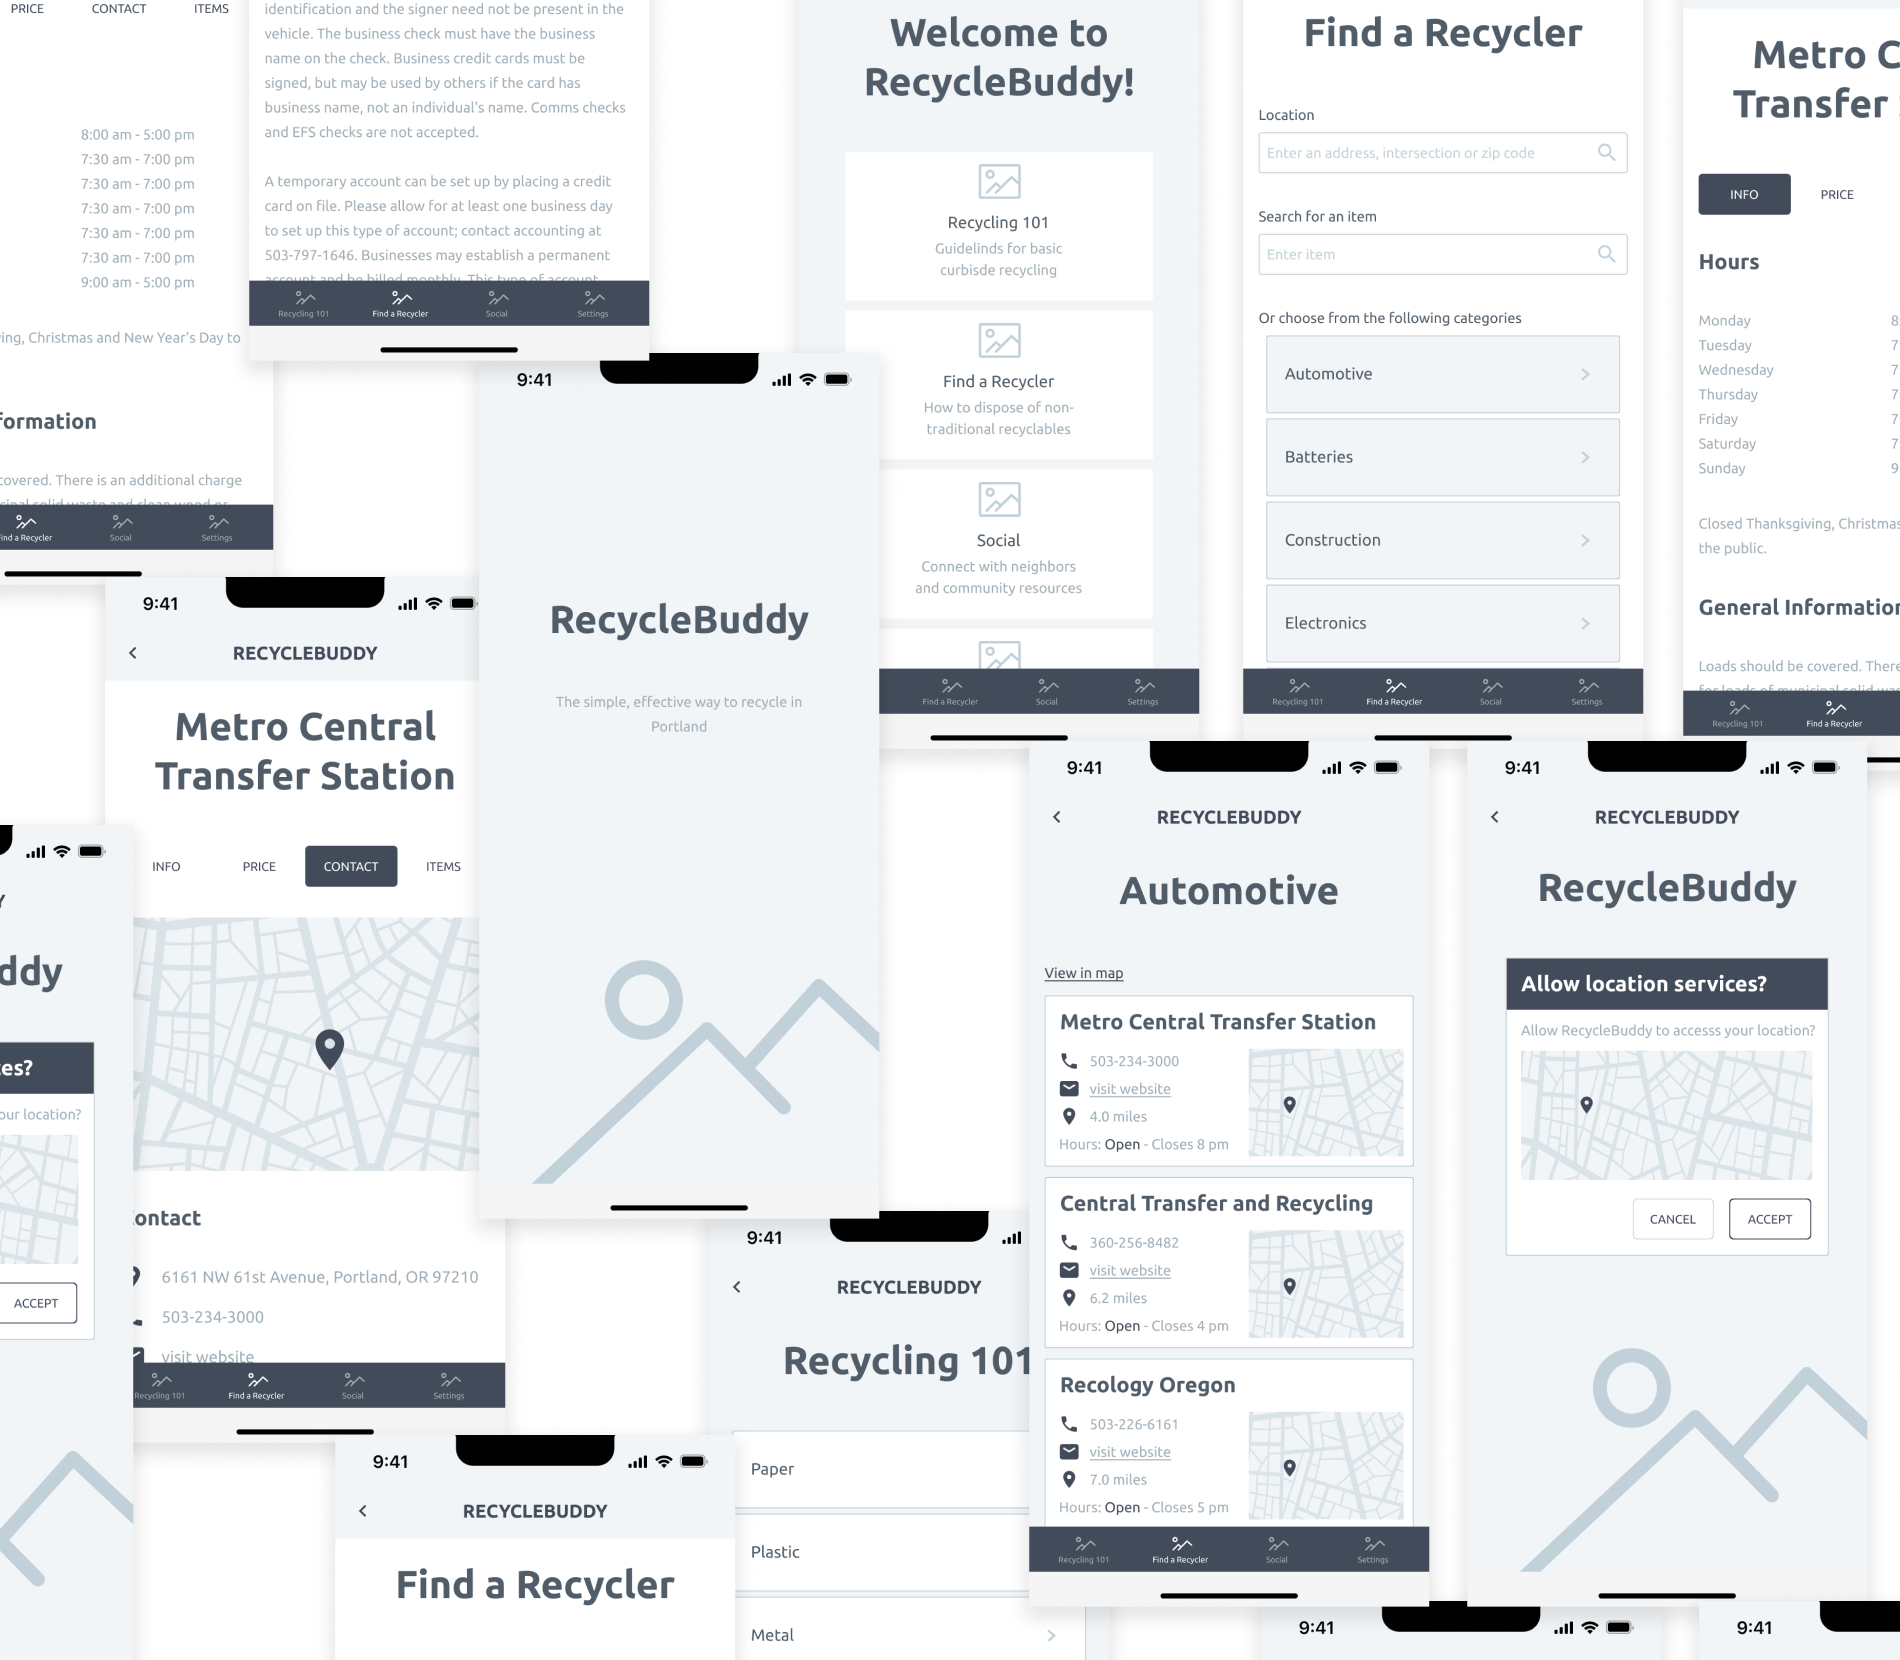 PRICE CONTACT ITEMS
8:00 am - 5:00 pm
7:30 am - 7:00 pm
7:30 am - 7:00 pm
7:30 am - 7:00 pm
7:30 am - 7:00 pm
7:30 am - 7:00 pm
9:00 am - 5:00 pm
ving, Christmas and New Year's Day to
formation
covered. There is an additional charge
Find a Recycler Social Settings
identification and the signer need not be present in the
vehicle. The business check must have the business
name on the check. Business credit cards must be
signed, but may be used by others if the card has
business name, not an individual's name. Comms checks
and EFS checks are not accepted.
A temporary account can be set up by placing a credit
card on file. Please allow for at least one business day
to set up this type of account; contact accounting at
503-797-1646. Businesses may establish a permanent
account and be billed monthly. This type of account
Recycling 101 Find a Recycler Social Settings
Welcome to
RecycleBuddy!
Recycling 101
Guidelinds for basic
curbisde recycling
Find a Recycler
How to dispose of non-
traditional recyclables
Social
Connect with neighbors
and community resources
Find a Recycler Social Settings
Find a Recycler
Location
Enter an address, intersection or zip code
Search for an item
Enter item
Or choose from the following categories
Automotive
Batteries
Construction
Electronics
Recycling 101 Find a Recycler Social Settings
Metro C
Transfer
INFO PRICE
Hours
Monday 8
Tuesday 7
Wednesday 7
Thursday 7
Friday 7
Saturday 7
Sunday 9
Closed Thanksgiving, Christmas
the public.
General Information
Loads should be covered. There
for loads of municipal solid was
Recycling 101 Find a Recycler
9:41
RecycleBuddy
The simple, effective way to recycle in
Portland
9:41
RECYCLEBUDDY
Metro Central
Transfer Station
INFO PRICE CONTACT ITEMS
ontact
6161 NW 61st Avenue, Portland, OR 97210
503-234-3000
visit website
Recycling 101 Find a Recycler Social Settings
Y
ddy
es?
our location?
ACCEPT
9:41
RECYCLEBUDDY
Find a Recycler
9:41
RECYCLEBUDDY
Recycling 101
Paper
Plastic
Metal
9:41
RECYCLEBUDDY
Automotive
View in map
Metro Central Transfer Station
503-234-3000
visit website
4.0 miles
Hours: Open - Closes 8 pm
Central Transfer and Recycling
360-256-8482
visit website
6.2 miles
Hours: Open - Closes 4 pm
Recology Oregon
503-226-6161
visit website
7.0 miles
Hours: Open - Closes 5 pm
Recycling 101 Find a Recycler Social Settings
9:41
RECYCLEBUDDY
RecycleBuddy
Allow location services?
Allow RecycleBuddy to accesss your location?
CANCEL ACCEPT
9:41
9:41